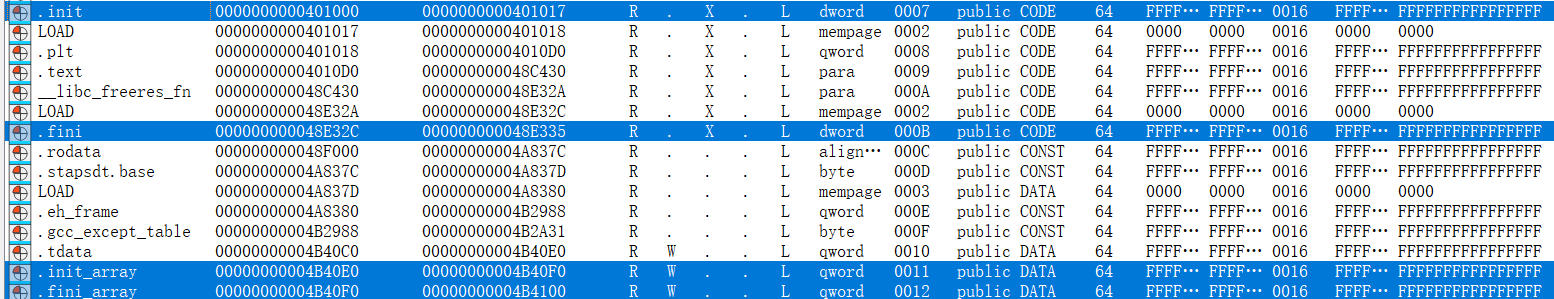 .init 0000000000401000 0000000000401017 R . X . L dword 0007 public CODE 64 FFFF… FFFF… 0016 FFFF… FFFFFFFFFFFFFFFF
LOAD 0000000000401017 0000000000401018 R . X . L mempage 0002 public CODE 64 0000 0000 0016 0000 0000
.plt 0000000000401018 00000000004010D0 R . X . L qword 0008 public CODE 64 FFFF… FFFF… 0016 FFFF… FFFFFFFFFFFFFFFF
.text 00000000004010D0 000000000048C430 R . X . L para 0009 public CODE 64 FFFF… FFFF… 0016 FFFF… FFFFFFFFFFFFFFFF
__libc_freeres_fn 000000000048C430 000000000048E32A R . X . L para 000A public CODE 64 FFFF… FFFF… 0016 FFFF… FFFFFFFFFFFFFFFF
LOAD 000000000048E32A 000000000048E32C R . X . L mempage 0002 public CODE 64 0000 0000 0016 0000 0000
.fini 000000000048E32C 000000000048E335 R . X . L dword 000B public CODE 64 FFFF… FFFF… 0016 FFFF… FFFFFFFFFFFFFFFF
.rodata 000000000048F000 00000000004A837C R . . . L align… 000C public CONST 64 FFFF… FFFF… 0016 FFFF… FFFFFFFFFFFFFFFF
.stapsdt.base 00000000004A837C 00000000004A837D R . . . L byte 000D public CONST 64 FFFF… FFFF… 0016 FFFF… FFFFFFFFFFFFFFFF
LOAD 00000000004A837D 00000000004A8380 R . . . L mempage 0003 public DATA 64 0000 0000 0016 0000 0000
.eh_frame 00000000004A8380 00000000004B2988 R . . . L qword 000E public CONST 64 FFFF… FFFF… 0016 FFFF… FFFFFFFFFFFFFFFF
.gcc_except_table 00000000004B2988 00000000004B2A31 R . . . L byte 000F public CONST 64 FFFF… FFFF… 0016 FFFF… FFFFFFFFFFFFFFFF
.tdata 00000000004B40C0 00000000004B40E0 R W . . L qword 0010 public DATA 64 FFFF… FFFF… 0016 FFFF… FFFFFFFFFFFFFFFF
.init_array 00000000004B40E0 00000000004B40F0 R W . . L qword 0011 public DATA 64 FFFF… FFFF… 0016 FFFF… FFFFFFFFFFFFFFFF
.fini_array 00000000004B40F0 00000000004B4100 R W . . L qword 0012 public DATA 64 FFFF… FFFF… 0016 FFFF… FFFFFFFFFFFFFFFF